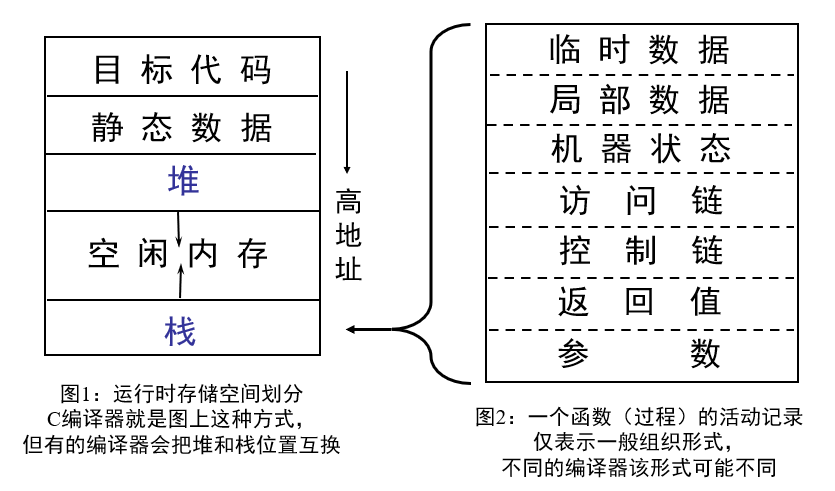 目标代码
静态数据
堆
空闲内存
栈
高地址
图1：运行时存储空间划分
C编译器就是图上这种方式，
但有的编译器会把堆和栈位置互换
临时数据
局部数据
机器状态
访问链
控制链
返回值
参数
图2：一个函数（过程）的活动记录
仅表示一般组织形式，
不同的编译器该形式可能不同